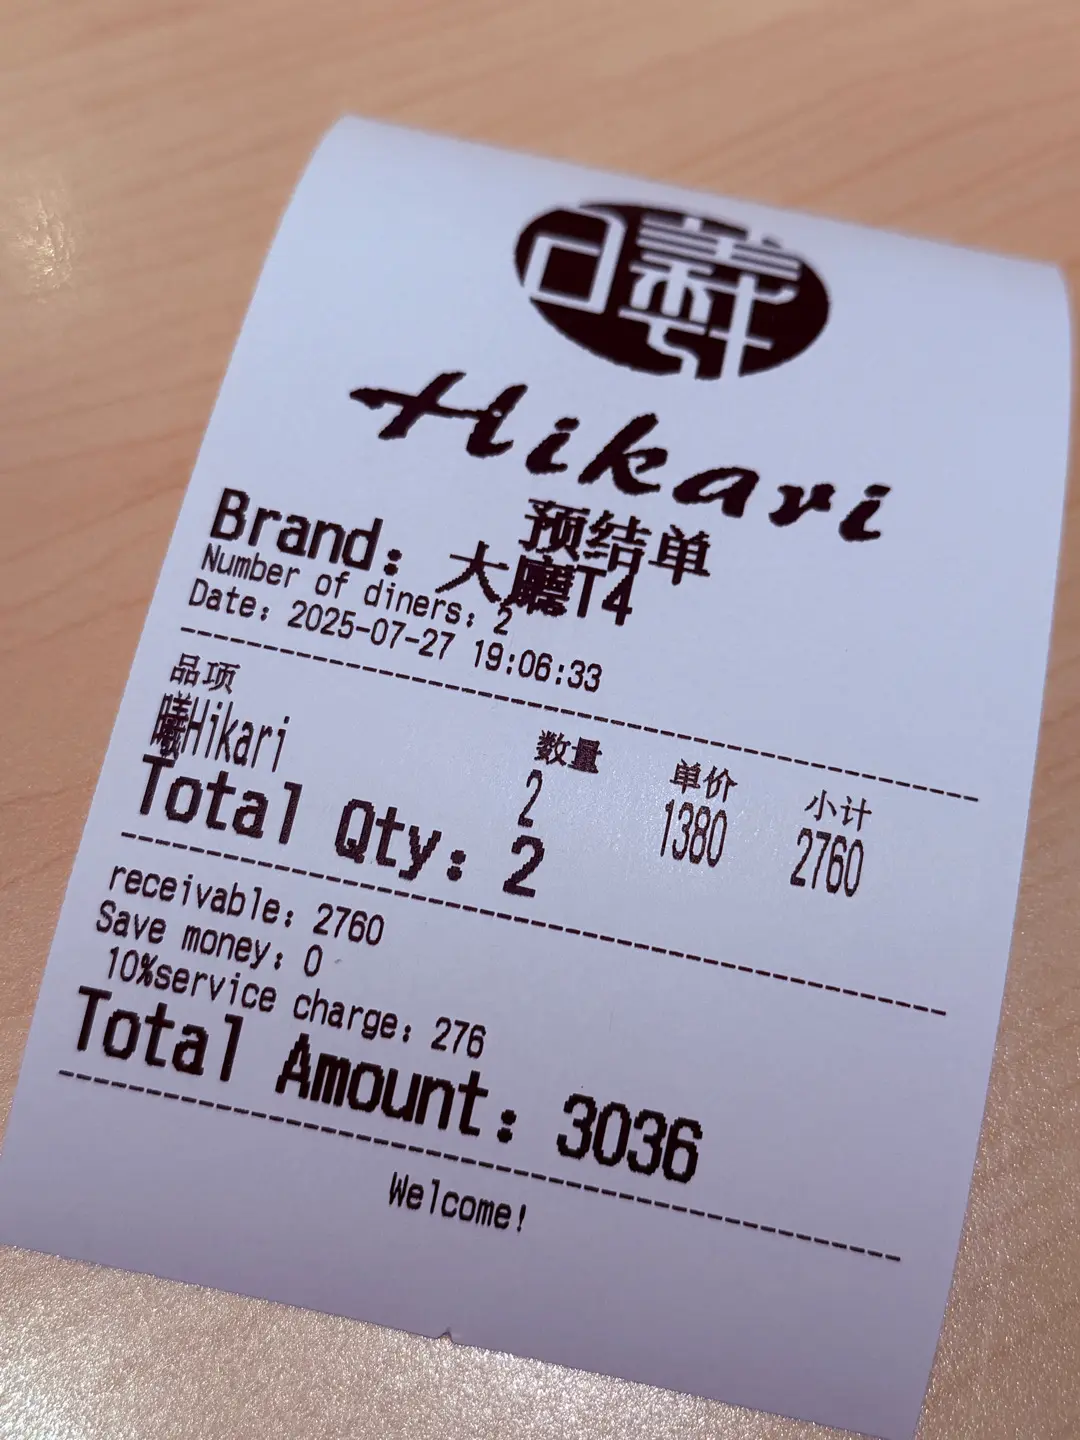 曦
Hikari
预结单
Brand: 大廳T4
Number of diners: 2
Date: 2025-07-27 19:06:33
品项 数量 单价 小计
曦Hikari 2 1380 2760
Total Qty: 2
receivable: 2760
Save money: 0
10%service charge: 276
Total Amount: 3036
Welcome!